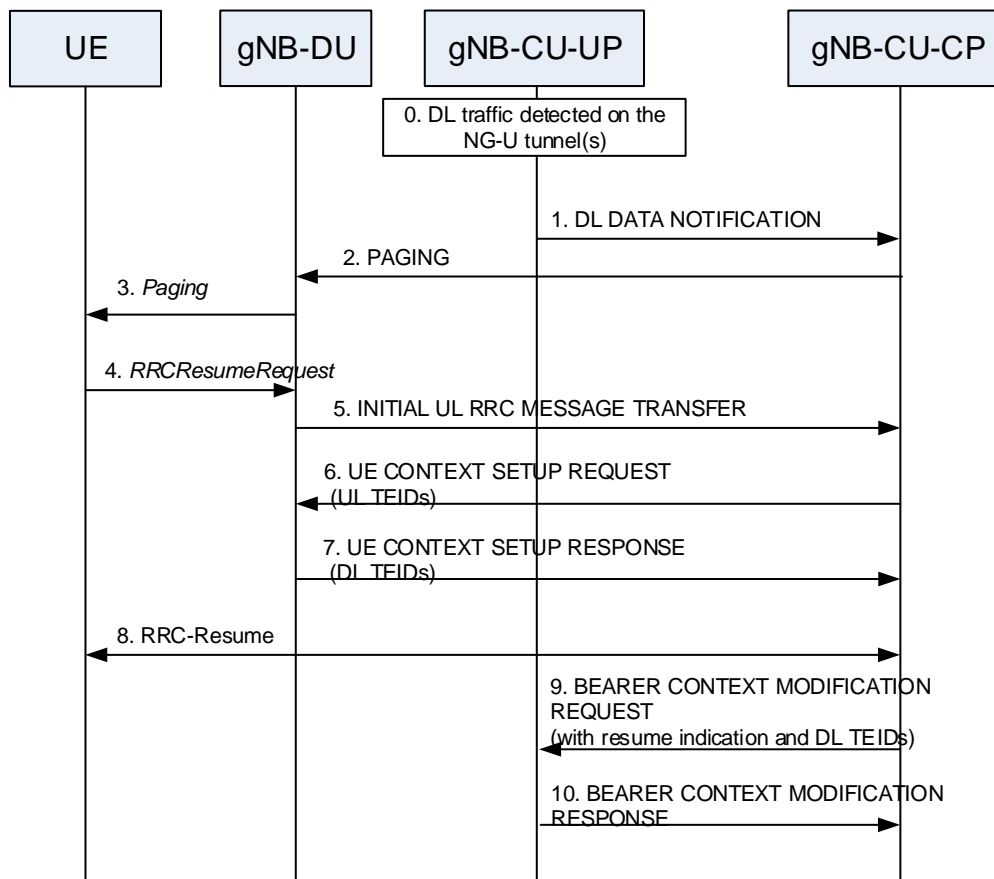 UE
gNB-DU
gNB-CU-UP
gNB-CU-CP
0. DL traffic detected on the
NG-U tunnel(s)
1. DL DATA NOTIFICATION
2. PAGING
3. Paging
4. RRCResumeRequest
5. INITIAL UL RRC MESSAGE TRANSFER
6. UE CONTEXT SETUP REQUEST
(UL TEIDs)
7. UE CONTEXT SETUP RESPONSE
(DL TEIDs)
8. RRC-Resume
9. BEARER CONTEXT MODIFICATION
REQUEST
(with resume indication and DL TEIDs)
10. BEARER CONTEXT MODIFICATION
RESPONSE